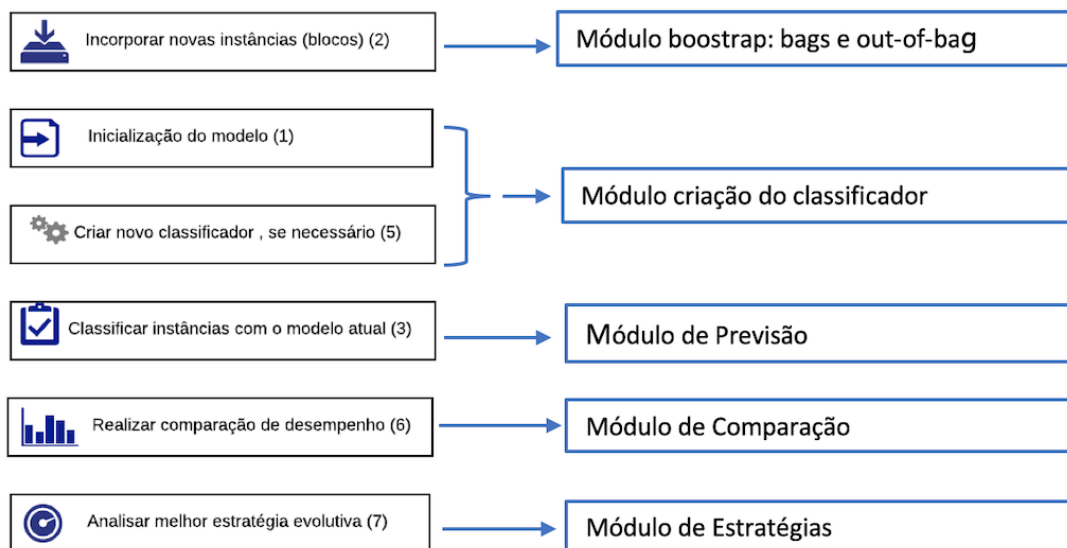 Incorporar novas instâncias (blocos) (2)
Módulo boostrap: bags e out-of-bag
Inicialização do modelo (1)
Módulo criação do classificador
Criar novo classificador , se necessário (5)
Classificar instâncias com o modelo atual (3)
Módulo de Previsão
Realizar comparação de desempenho (6)
Módulo de Comparação
Analisar melhor estratégia evolutiva (7)
Módulo de Estratégias